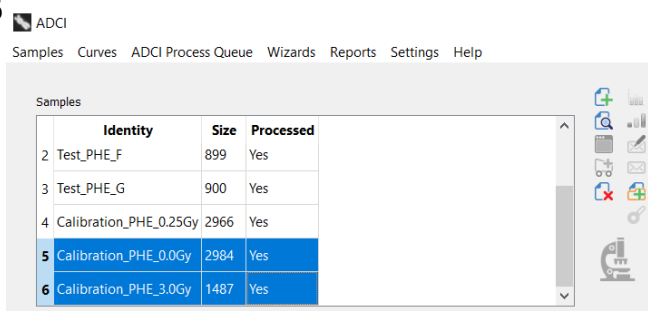 ADCI
Samples Curves ADCI Process Queue Wizards Reports Settings Help
Samples
Identity Size Processed
2 Test_PHE_F 899 Yes
3 Test_PHE_G 900 Yes
4 Calibration_PHE_0.25Gy 2966 Yes
5 Calibration_PHE_0.0Gy 2984 Yes
6 Calibration_PHE_3.0Gy 1487 Yes